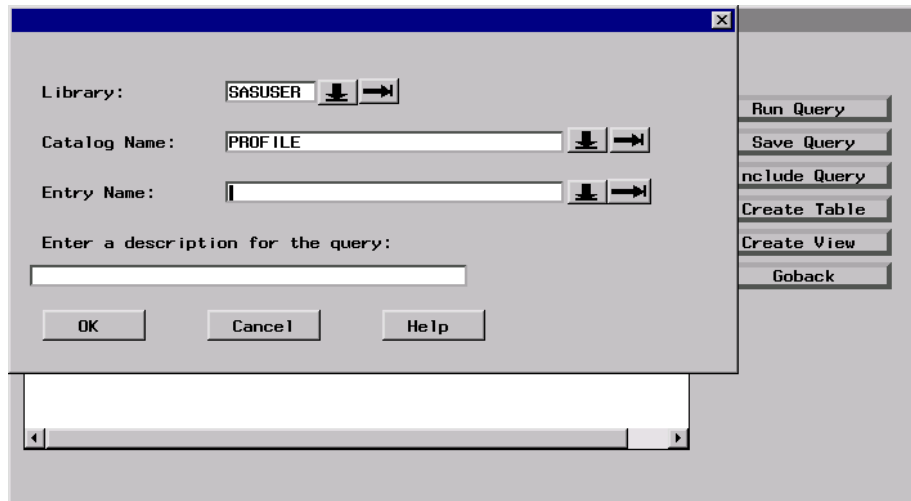 Library: SASUSER
Catalog Name: PROFILE
Entry Name:
Enter a description for the query:
OK Cancel Help
Run Query
Save Query
nclude Query
Create Table
Create View
Goback